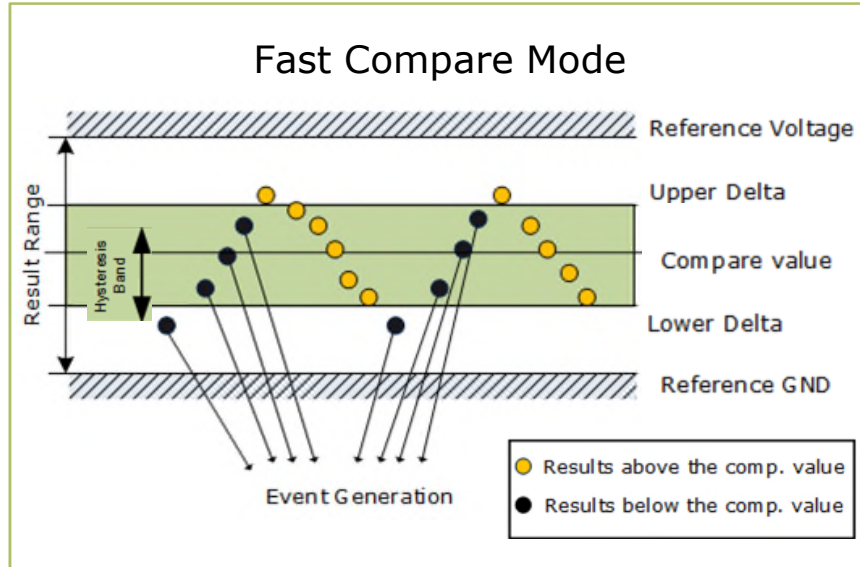 Fast Compare Mode
Reference Voltage
Upper Delta
Result Range
Hysteresis
Band
Compare value
Lower Delta
Reference GND
Event Generation
Results above the comp. value
Results below the comp. value